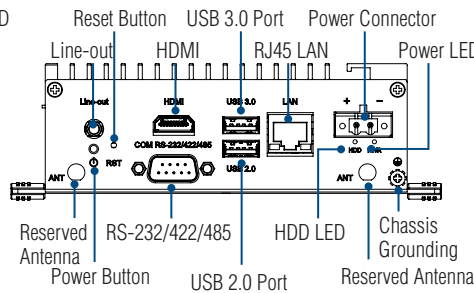 D
Reset Button
USB 3.0 Port
Power Connector
Line-out
HDMI
RJ45 LAN
Power LED
Line-out
HDMI
USB 3.0
LAN
+ −
COM RS-232/422/485
RST
USB 2.0
HDD
ANT
ANT
Reserved Antenna
RS-232/422/485
HDD LED
Chassis Grounding
Power Button
USB 2.0 Port
Reserved Antenna